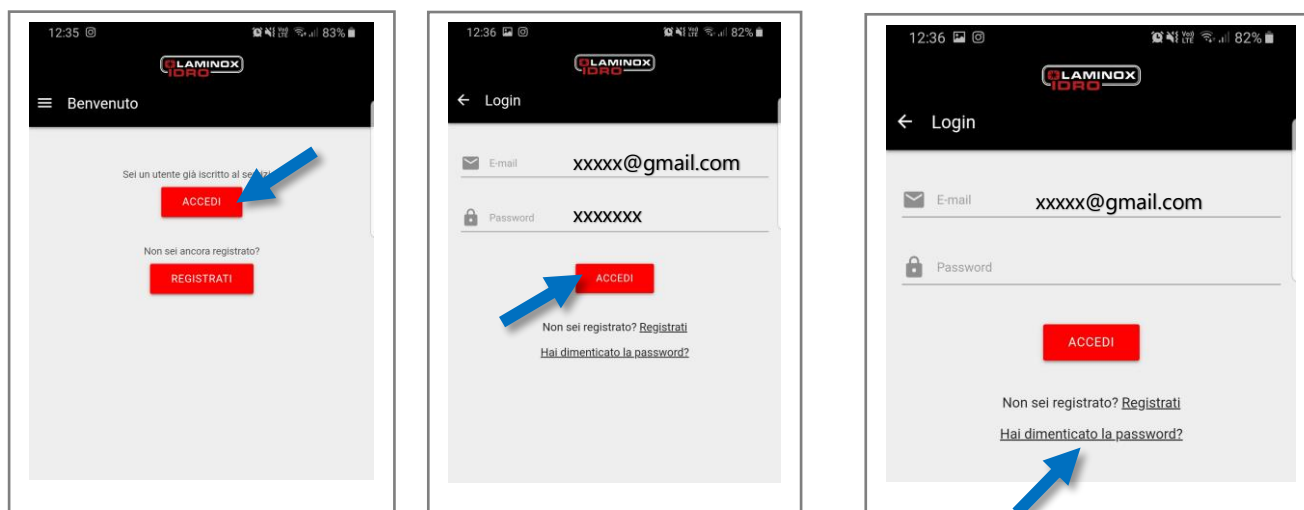 12:35 83%
LAMINOX
IDRO
Benvenuto
Sei un utente già iscritto al
ACCEDI
Non sei ancora registrato?
REGISTRATI
12:36 82%
LAMINOX
IDRO
Login
E-mail xxxxx@gmail.com
Password xxxxxxx
ACCEDI
Non sei registrato? Registrati
Hai dimenticato la password?
12:36 82%
LAMINOX
IDRO
Login
E-mail xxxxx@gmail.com
Password
ACCEDI
Non sei registrato? Registrati
Hai dimenticato la password?